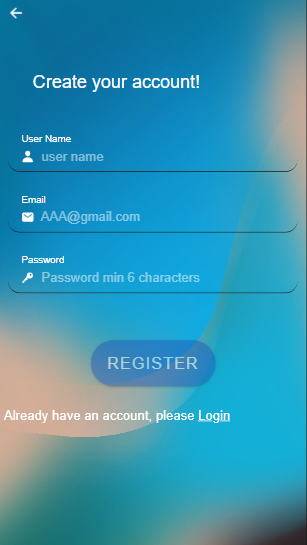 Create your account!
User Name
user name
Email
AAA@gmail.com
Password
Password min 6 characters
REGISTER
Already have an account, please Login